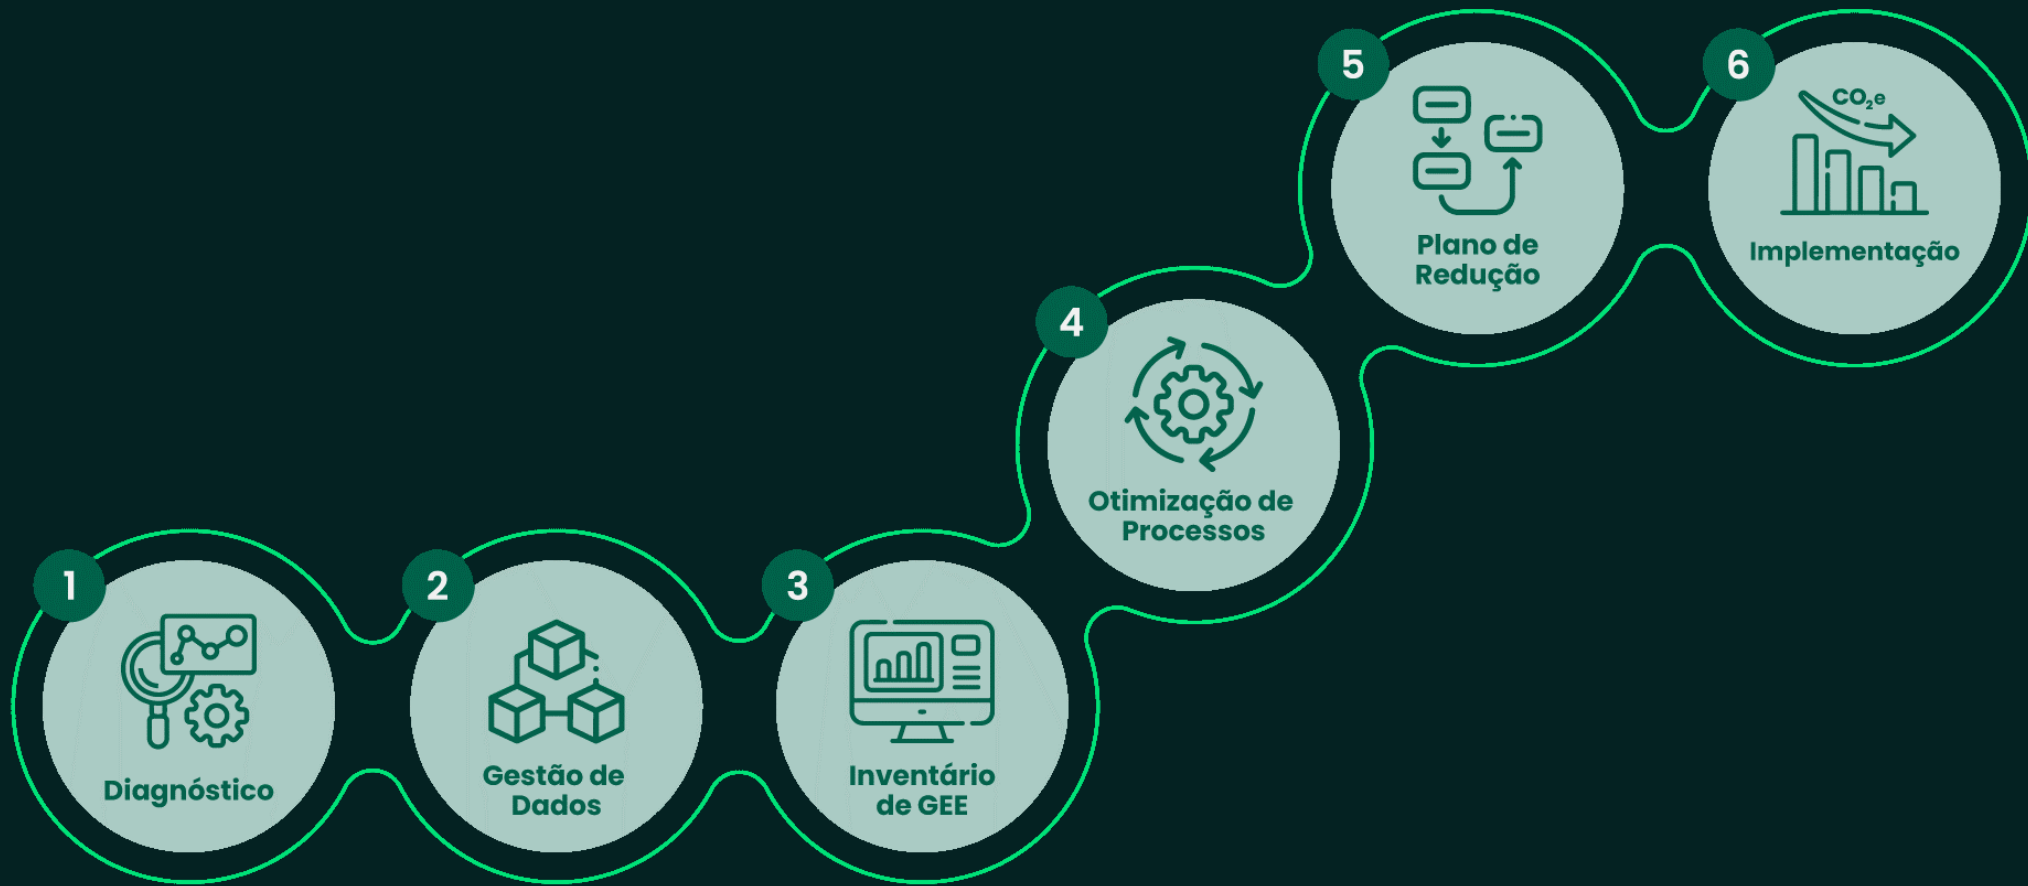 1
Diagnóstico
2
Gestão de
Dados
3
Inventário
de GEE
4
Otimização de
Processos
5
Plano de
Redução
6
CO₂e
Implementação